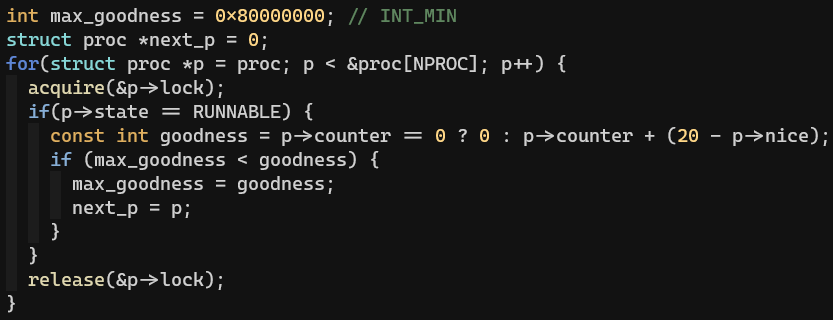 int max_goodness = 0x80000000; // INT_MIN
struct proc *next_p = 0;
for(struct proc *p = proc; p < &proc[NPROC]; p++) {
  acquire(&p->lock);
  if(p->state == RUNNABLE) {
    const int goodness = p->counter == 0 ? 0 : p->counter + (20 - p->nice);
    if (max_goodness < goodness) {
      max_goodness = goodness;
      next_p = p;
    }
  }
  release(&p->lock);
}